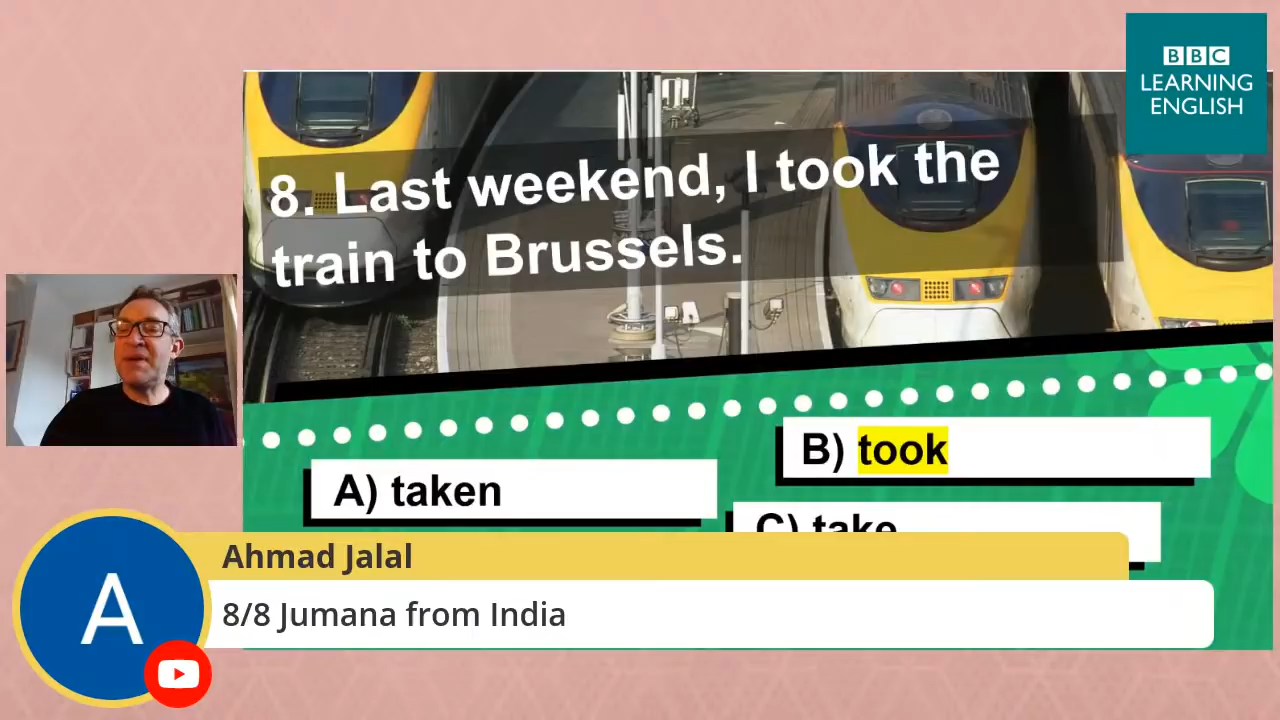 BBC
LEARNING
ENGLISH
8. Last weekend, I took the
train to Brussels.
B) took
A) taken
C) take
Ahmad Jalal
A
8/8 Jumana from India